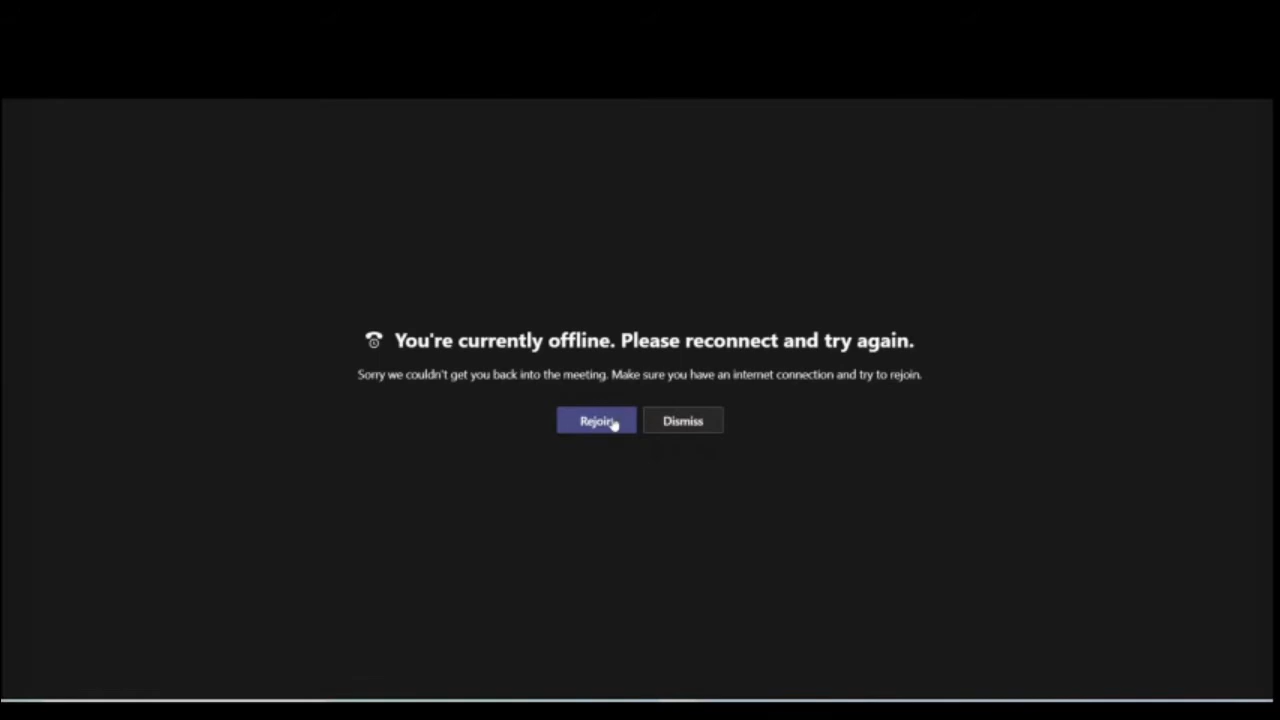 You're currently offline. Please reconnect and try again.
Sorry we couldn't get you back into the meeting. Make sure you have an internet connection and try to rejoin.
Rejoin
Dismiss